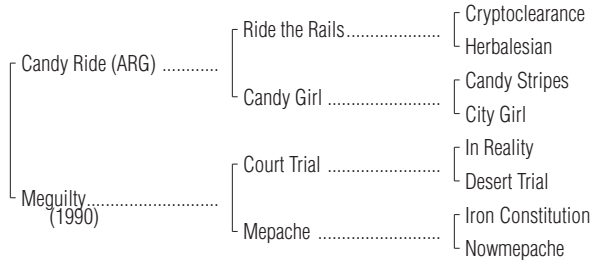 Cryptoclearance
Ride the Rails.....................
Herbalesian
Candy Ride (ARG) ............
Candy Stripes
Candy Girl .........................
City Girl
In Reality
Court Trial .........................
Desert Trial
Meguilty............................
(1990)
Iron Constitution
Mepache ...........................
Nowmepache